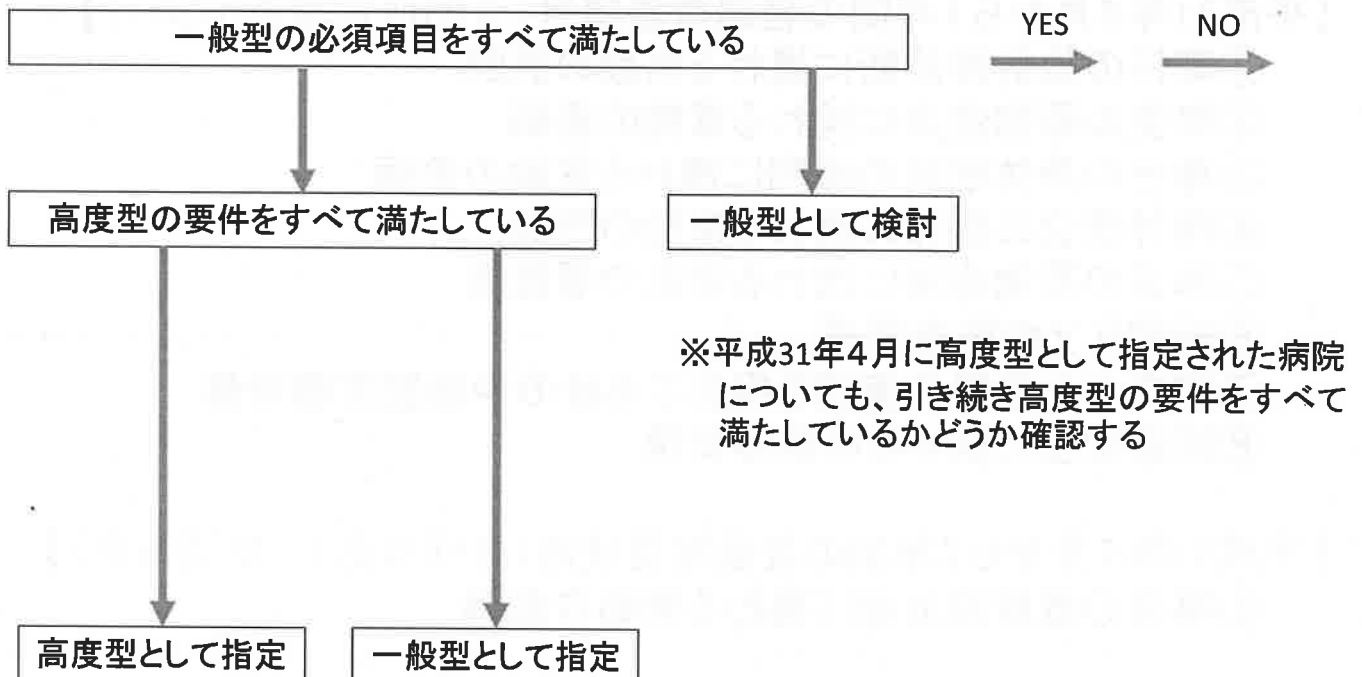 一般型の必須項目をすべて満たしている
YES
NO
高度型の要件をすべて満たしている
一般型として検討
※平成31年4月に高度型として指定された病院
についても、引き続き高度型の要件をすべて
満たしているかどうか確認する
高度型として指定
一般型として指定